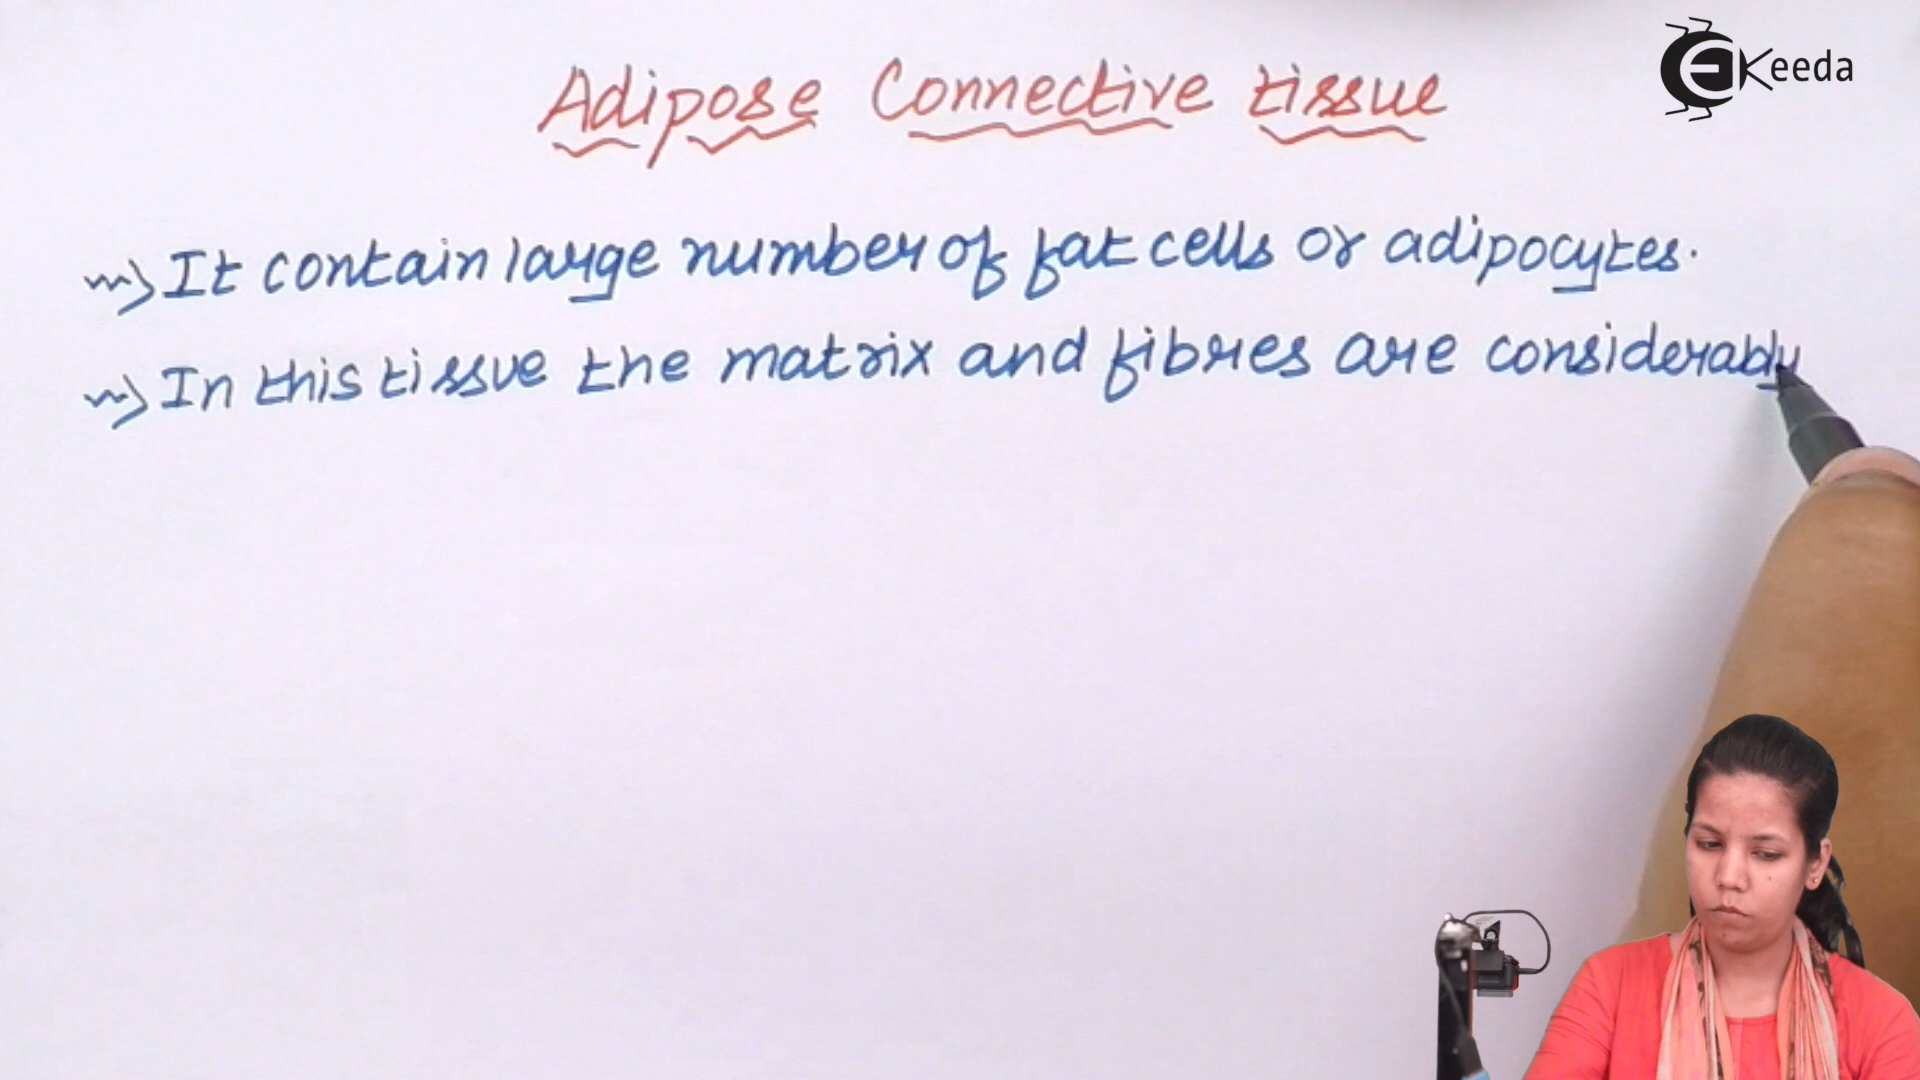 Adipose Connective tissue
EKeeda
It contain large number of fat cells or adipocytes.
In this tissue the matrix and fibres are considerably